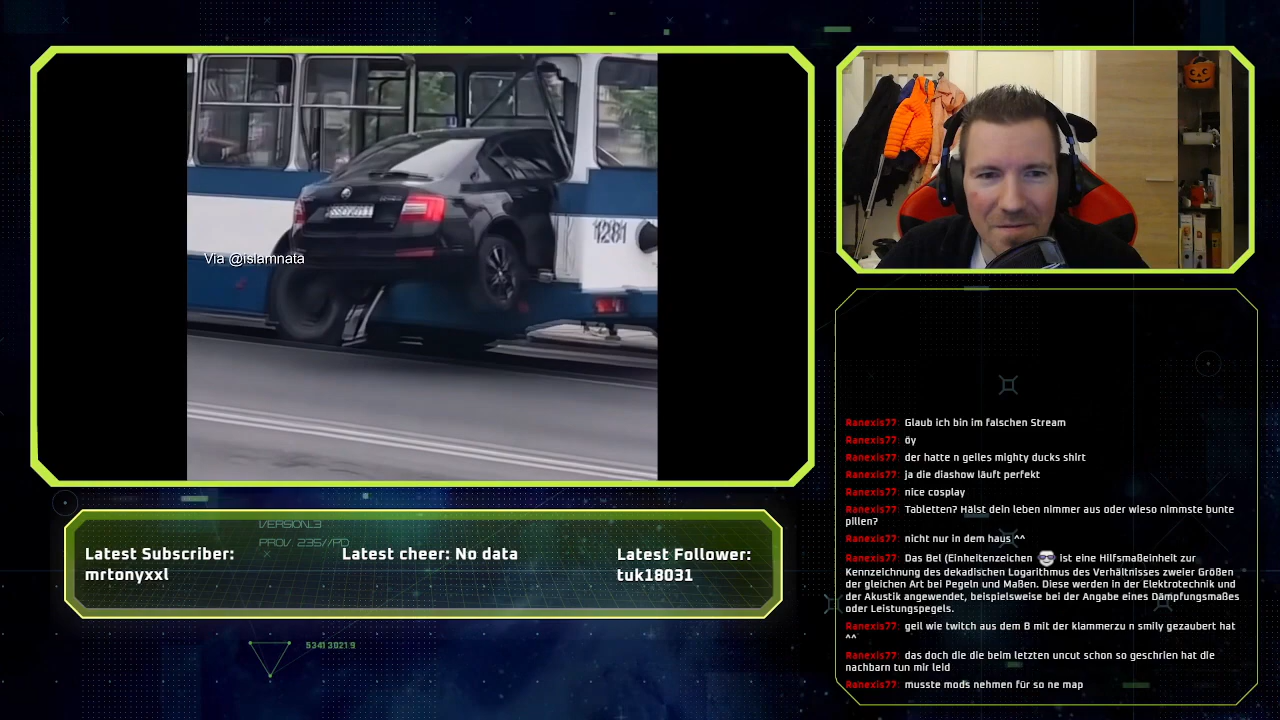 1281
Via @islamnata
VERSION1.3
Latest Subscriber:
mrtonyxxl
Latest cheer: No data
Latest Follower:
tuk18031
Ranexis77: Glaub ich bin im falschen Stream
Ranexis77: öy
Ranexis77: der hatte n geiles mighty ducks shirt
Ranexis77: ja die diashow läuft perfekt
Ranexis77: nice cosplay
Ranexis77: Tabletten? Hälst dein leben nimmer aus oder wieso nimmste bunte
pillen?
Ranexis77: nicht nur in dem haus ^^
Ranexis77: Das Bel (Einheitenzeichen ist eine Hilfsmaßeinheit zur
Kennzeichnung des dekadischen Logarithmus des Verhältnisses zweier Größen
der gleichen Art bei Pegeln und Maßen. Diese werden in der Elektrotechnik und
der Akustik angewendet, beispielsweise bei der Angabe eines Dämpfungsmaßes
oder Leistungspegels.
Ranexis77: geil wie twitch aus dem B mit der klammerzu n smily gezaubert hat
^^
Ranexis77: das doch die die beim letzten uncut schon so geschrien hat die
nachbarn tun mir leid
Ranexis77: musste mods nehmen für so ne map